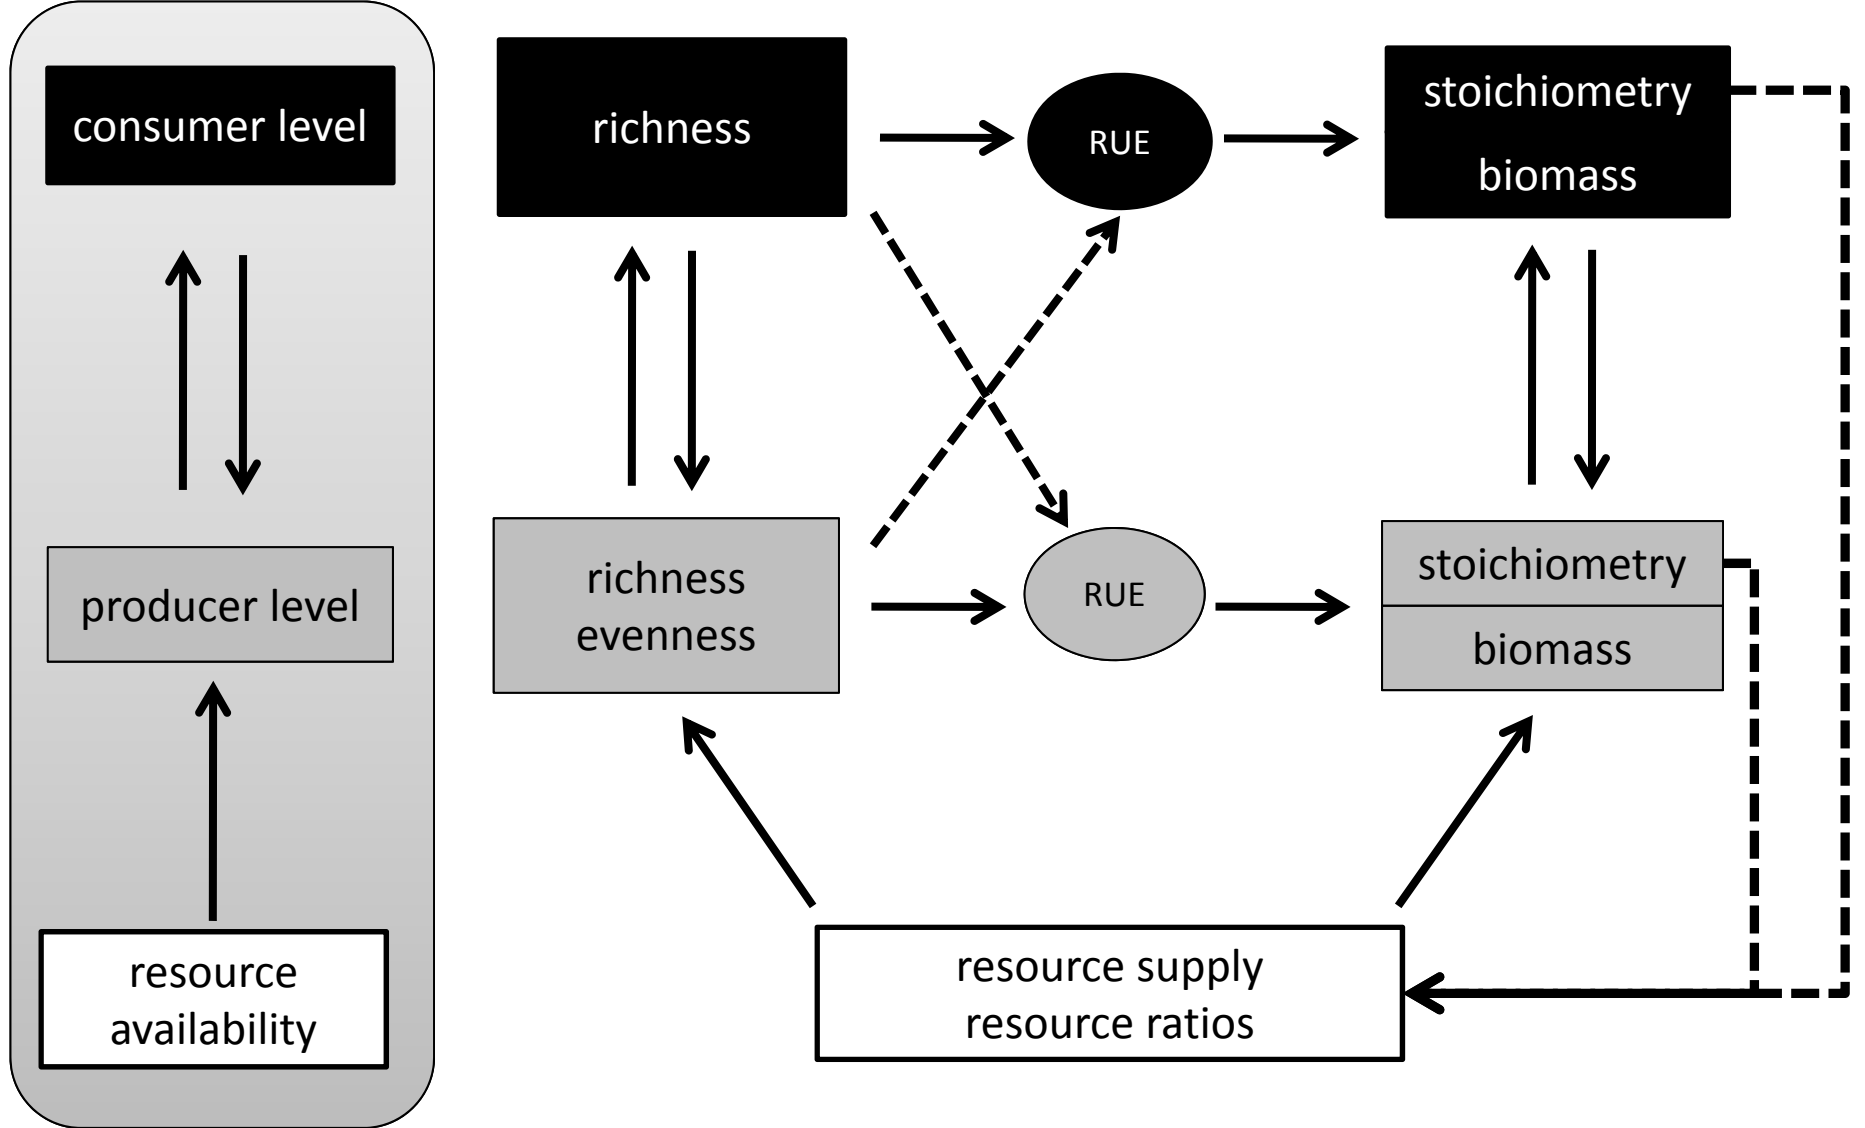 consumer level
richness
RUE
stoichiometry
biomass
producer level
richness
evenness
RUE
stoichiometry
biomass
resource
availability
resource supply
resource ratios